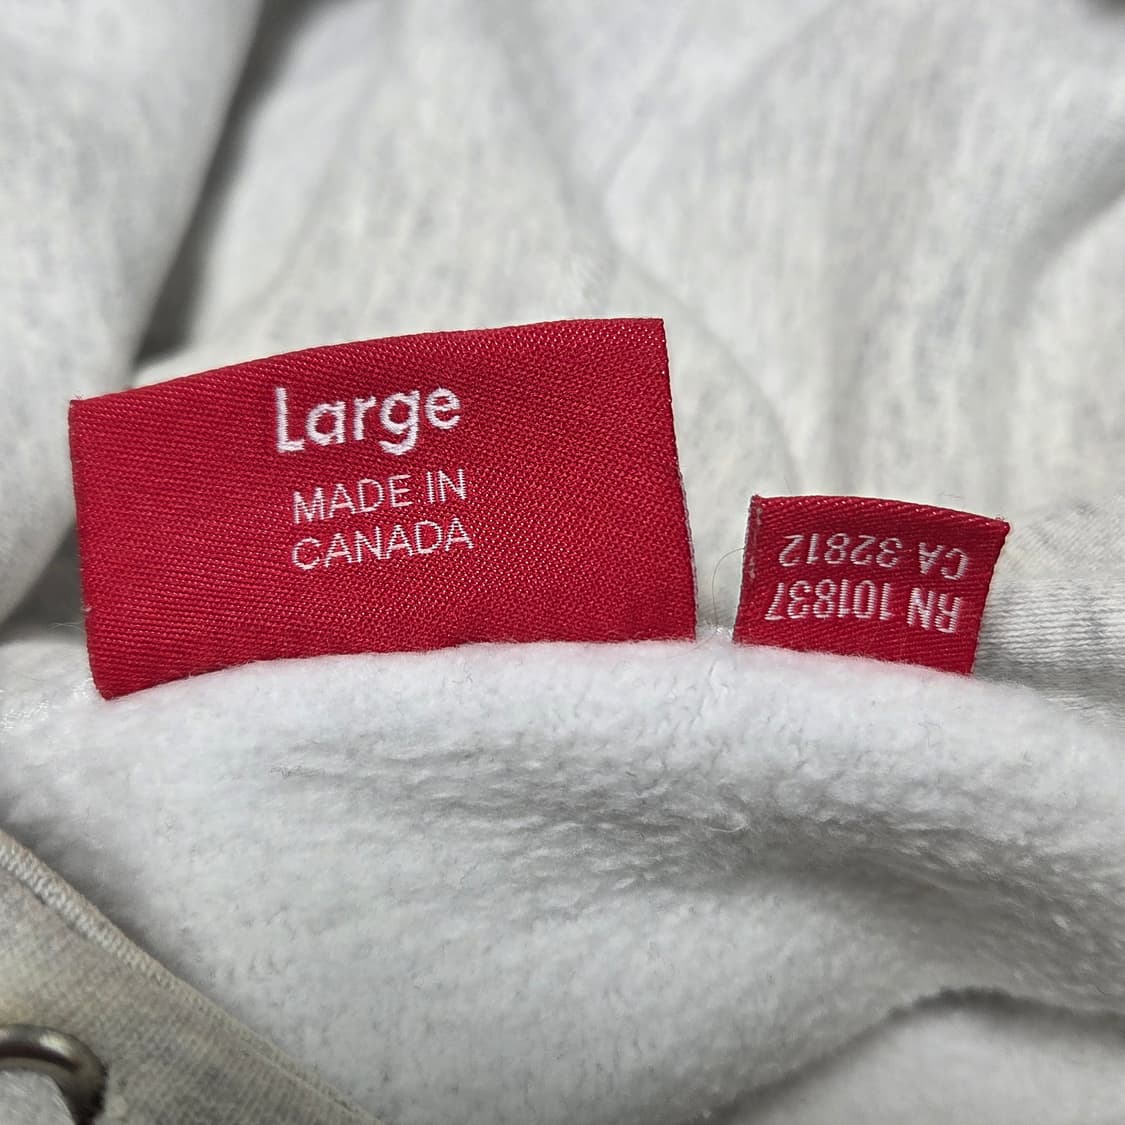 Large
MADE IN
CANADA
RN 101837
CA 32812